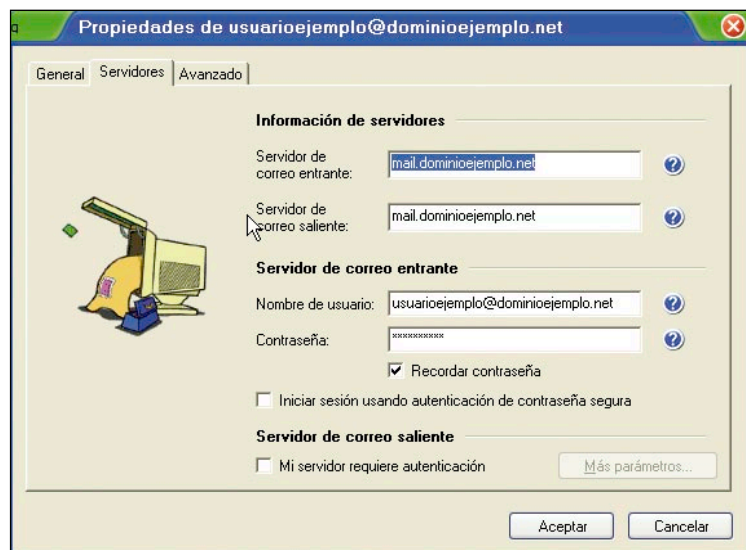 Propiedades de usuarioejemplo@dominioejemplo.net
General Servidores Avanzado
Información de servidores
Servidor de
correo entrante: mail.dominioejemplo.net
Servidor de
correo saliente: mail.dominioejemplo.net
Servidor de correo entrante
Nombre de usuario: usuarioejemplo@dominioejemplo.net
Contraseña: **********
Recordar contraseña
Iniciar sesión usando autenticación de contraseña segura
Servidor de correo saliente
Mi servidor requiere autenticación Más parámetros...
Aceptar Cancelar